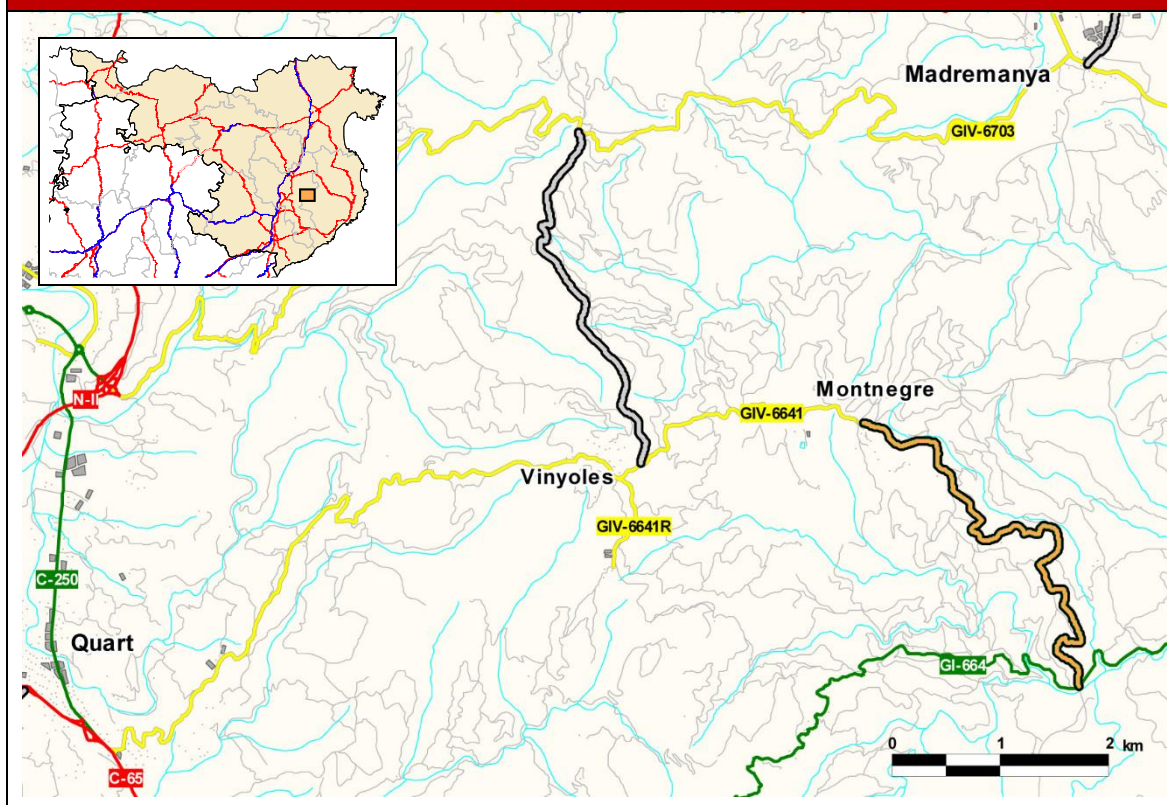 Madremanya
GIV-6703
N-II
Montnegre
GIV-6641
Vinyoles
GIV-6641R
C-250
Quart
GI-664
0 1 2 km
C-65